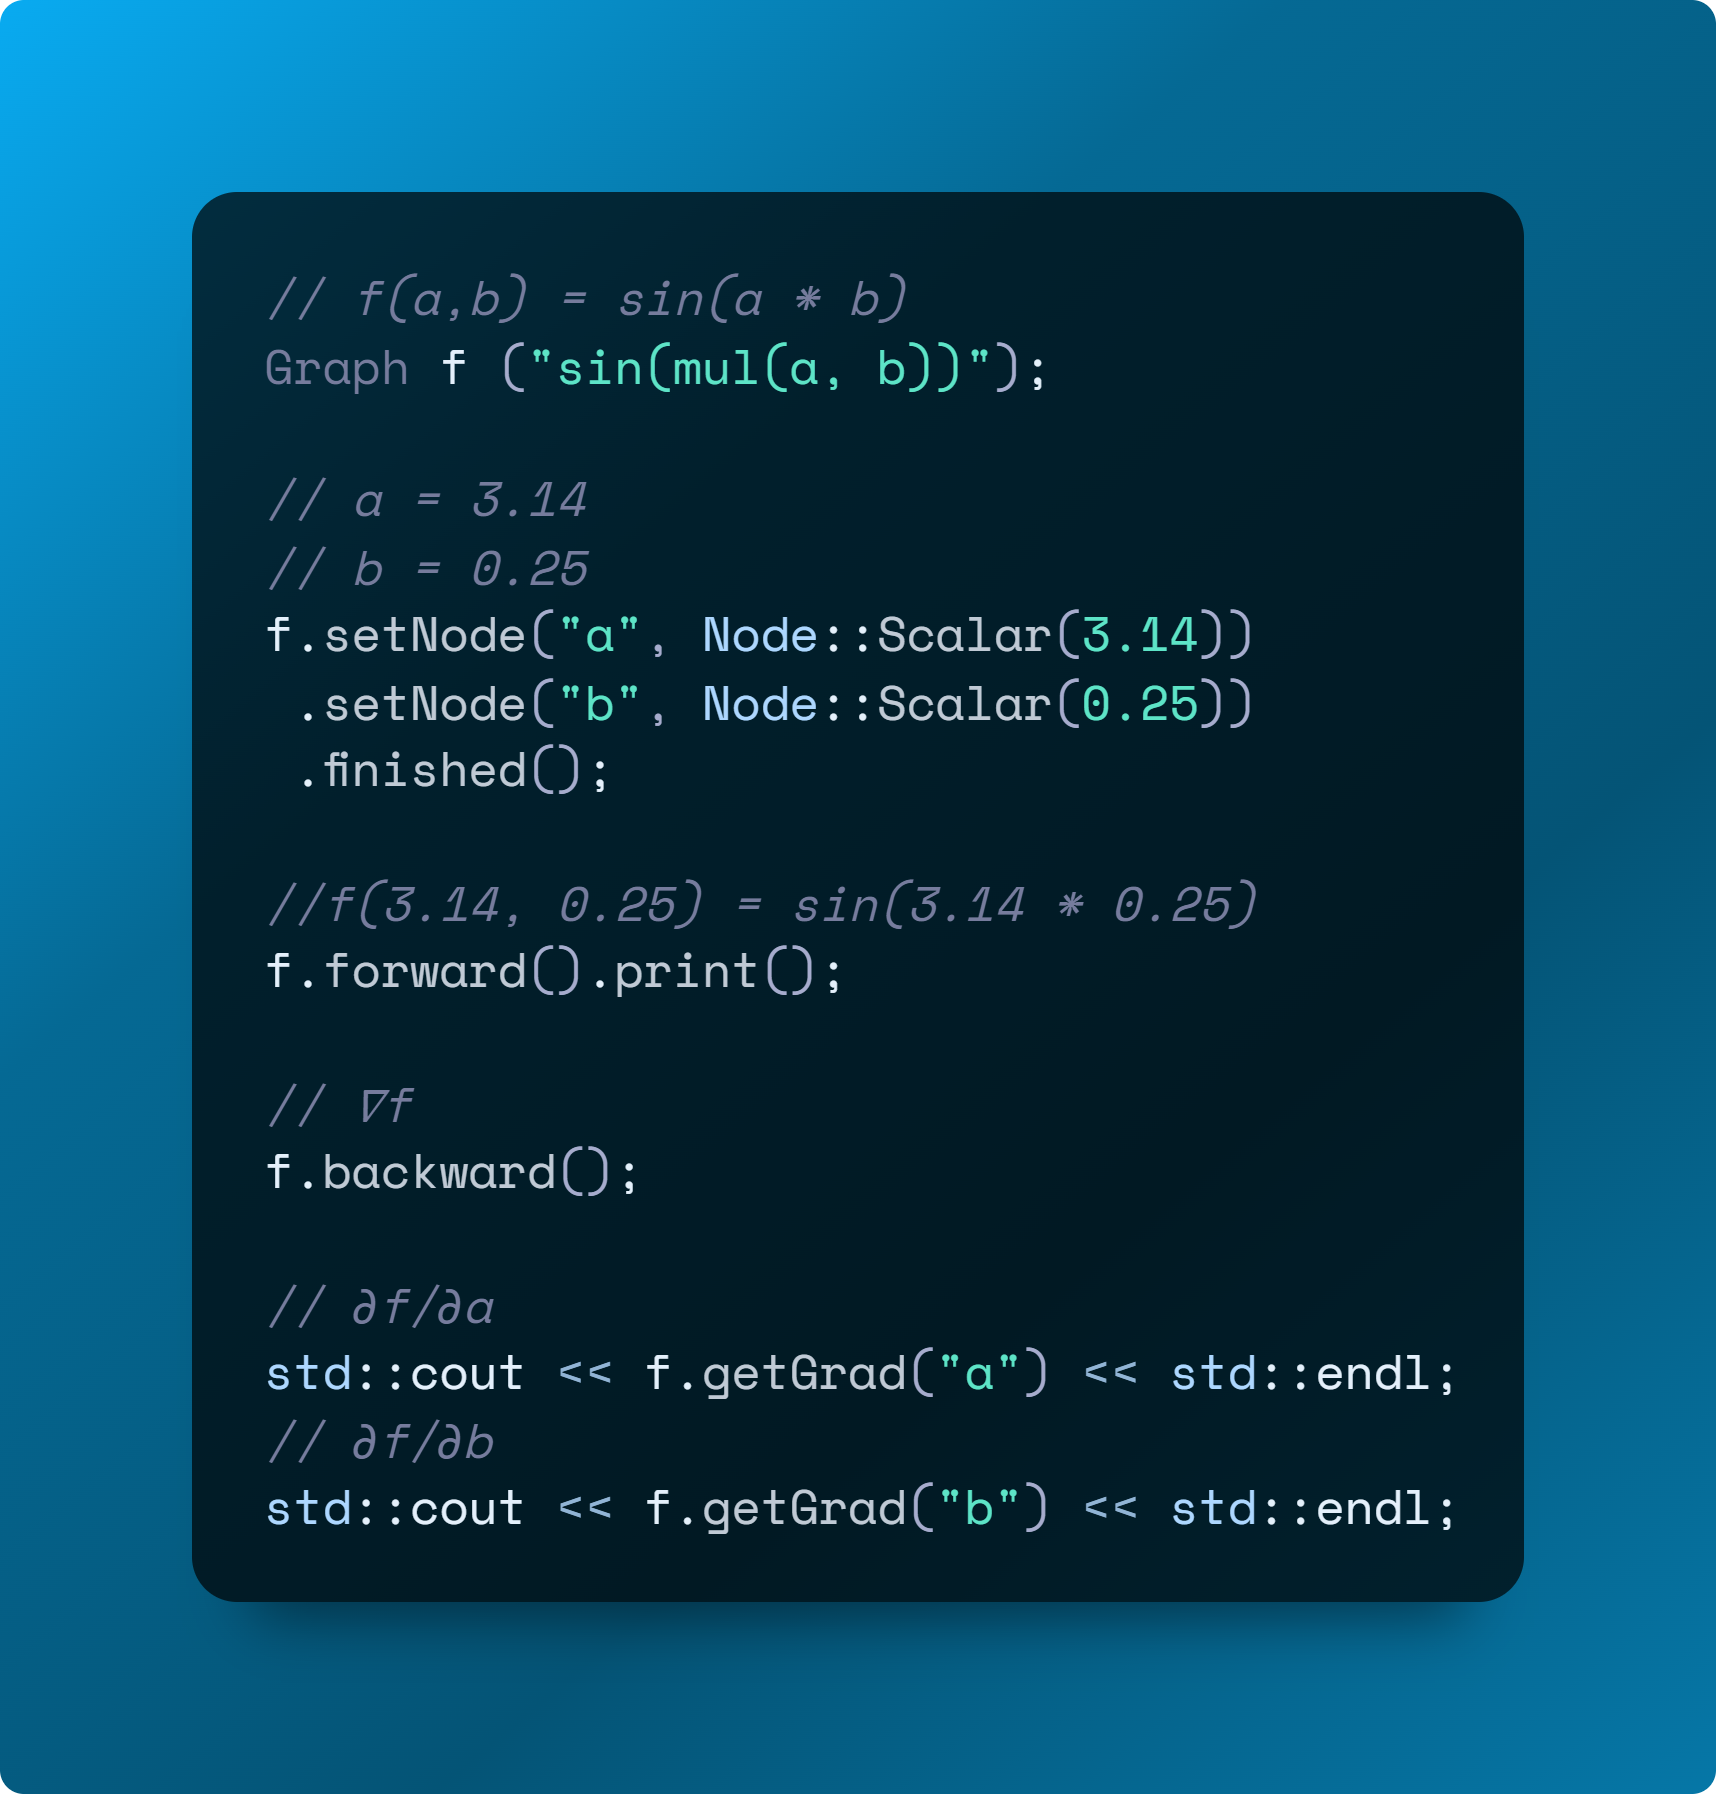 // f(a,b) = sin(a * b)
Graph f ("sin(mul(a, b))");
// a = 3.14
// b = 0.25
f.setNode("a", Node::Scalar(3.14))
.setNode("b", Node::Scalar(0.25))
.finished();
//f(3.14, 0.25) = sin(3.14 * 0.25)
f.forward().print();
// ∇f
f.backward();
// ∂f/∂a
std::cout << f.getGrad("a") << std::endl;
// ∂f/∂b
std::cout << f.getGrad("b") << std::endl;